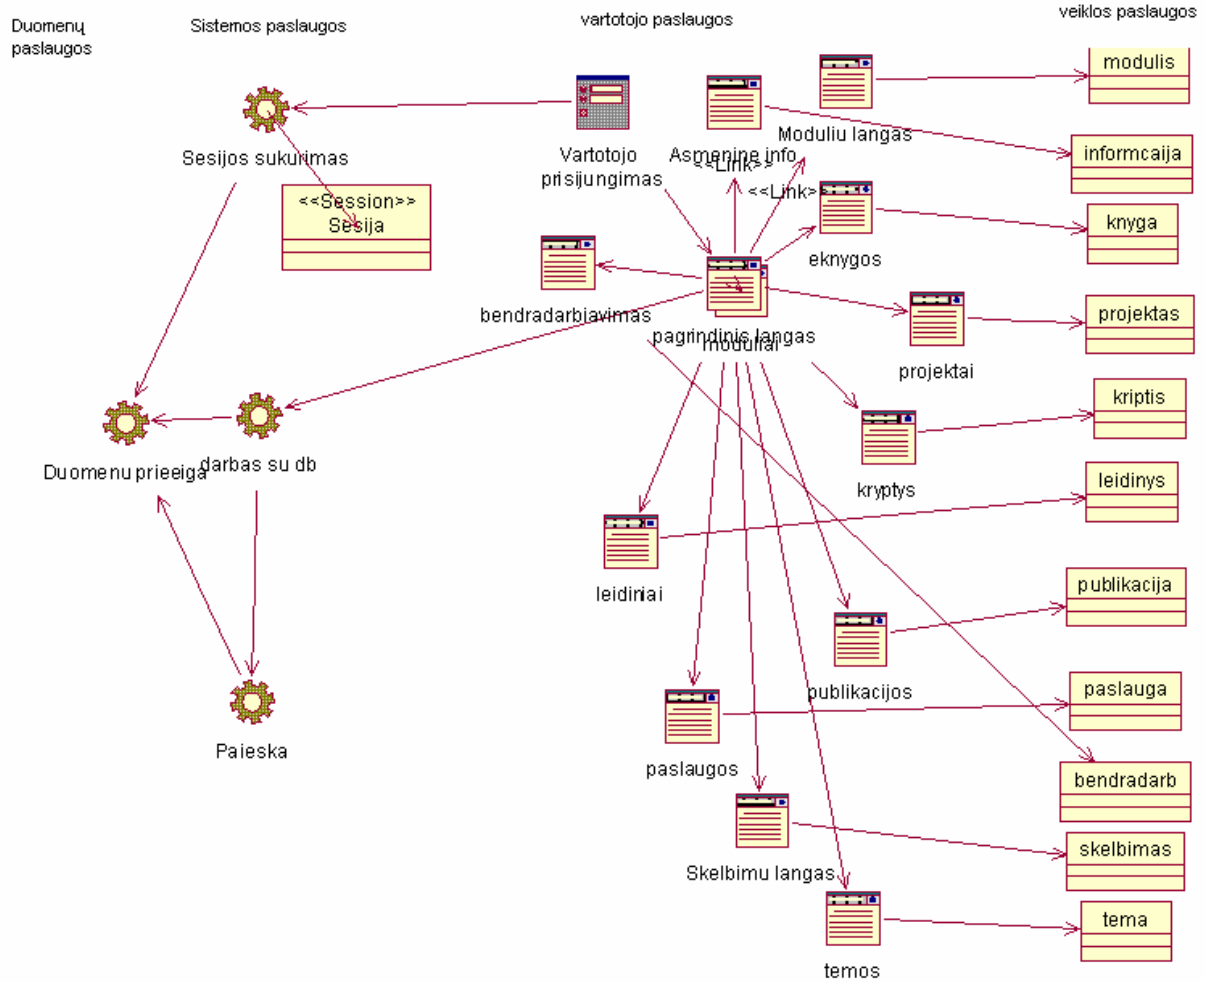 Duomenų
paslaugos
Sistemos paslaugos
vartotojo paslaugos
veiklos paslaugos
modulis
Moduliu langas
Sesijos sukurimas
Vartotojo
prisijungimas
Asmenine info
<<Link>>
<<Link>>
informcaija
<<Session>>
Sesija
eknygos
knyga
bendradarbiavimas
pagrindinis langas
moduliai
projektai
projektas
kriptis
Duomenu prieeiga
darbas su db
kryptys
leidinys
leidiniai
publikacija
publikacijos
paslauga
Paieska
paslaugos
bendradarb
Skelbimu langas
skelbimas
temos
tema